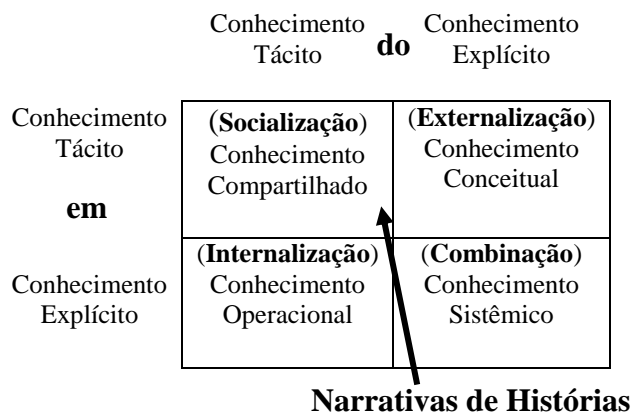 Conhecimento
Tácito
do
Conhecimento
Explícito
Conhecimento
Tácito
em
Conhecimento
Explícito
(Socialização)
Conhecimento
Compartilhado
(Externalização)
Conhecimento
Conceitual
(Internalização)
Conhecimento
Operacional
(Combinação)
Conhecimento
Sistêmico
Narrativas de Histórias